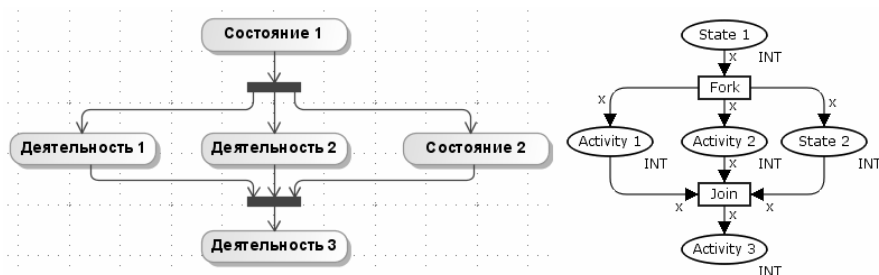 Состояние 1
Деятельность 1
Деятельность 2
Состояние 2
Деятельность 3
State 1
INT
x
Fork
x
x
x
Activity 1
INT
Activity 2
INT
State 2
INT
x
x
x
Join
x
Activity 3
INT